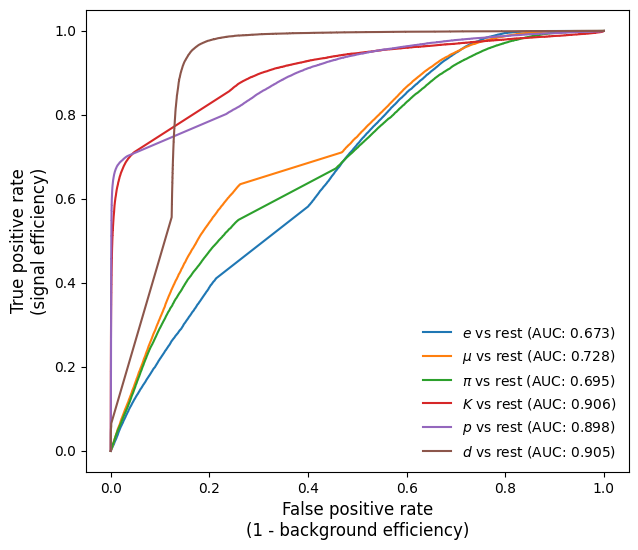 1.0
0.8
0.6
0.4
0.2
0.0
True positive rate
(signal efficiency)
e vs rest (AUC: 0.673)
μ vs rest (AUC: 0.728)
π vs rest (AUC: 0.695)
K vs rest (AUC: 0.906)
p vs rest (AUC: 0.898)
d vs rest (AUC: 0.905)
0.0 0.2 0.4 0.6 0.8 1.0
False positive rate
(1 - background efficiency)